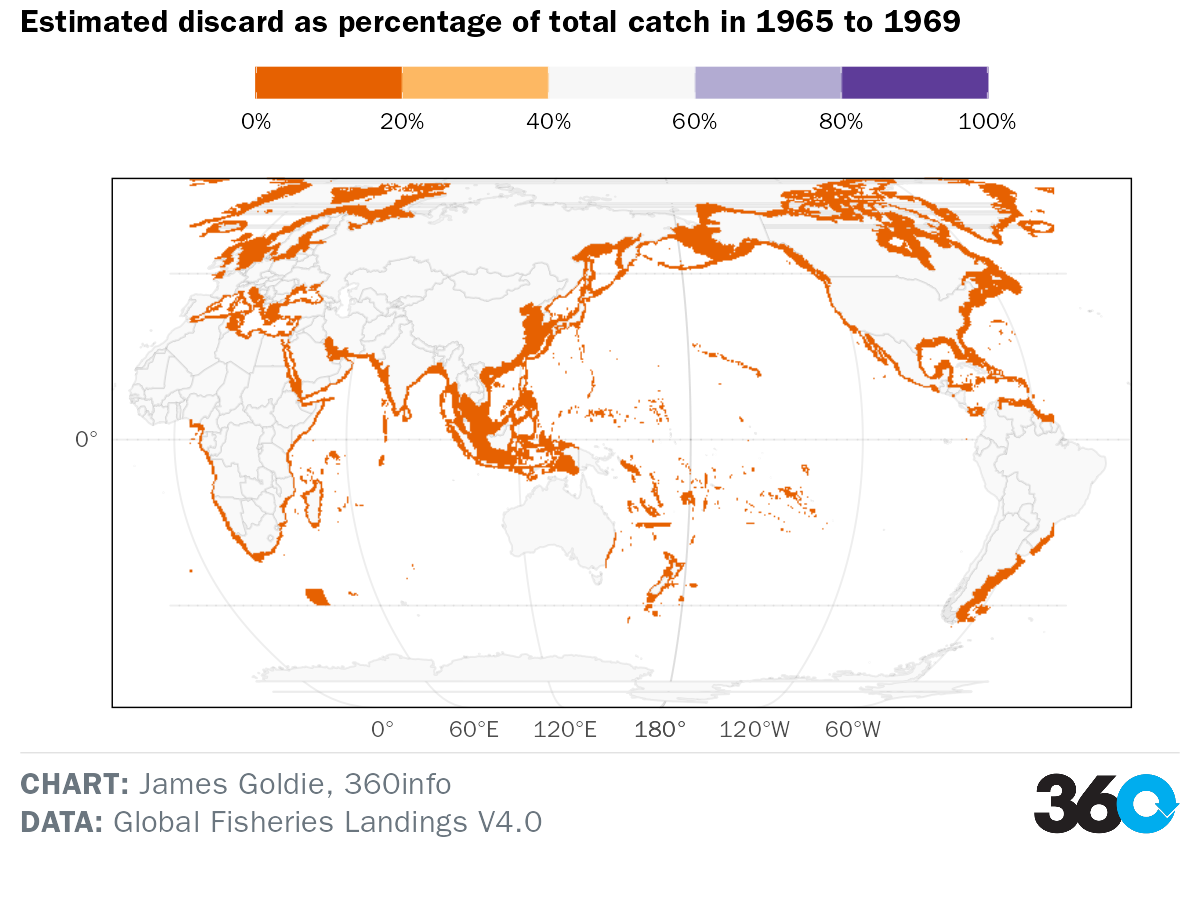 Estimated discard as percentage of total catch in 1965 to 1969
0% 20% 40% 60% 80% 100%
0°
0° 60°E 120°E 180° 120°W 60°W
CHART: James Goldie, 360info
DATA: Global Fisheries Landings V4.0
360